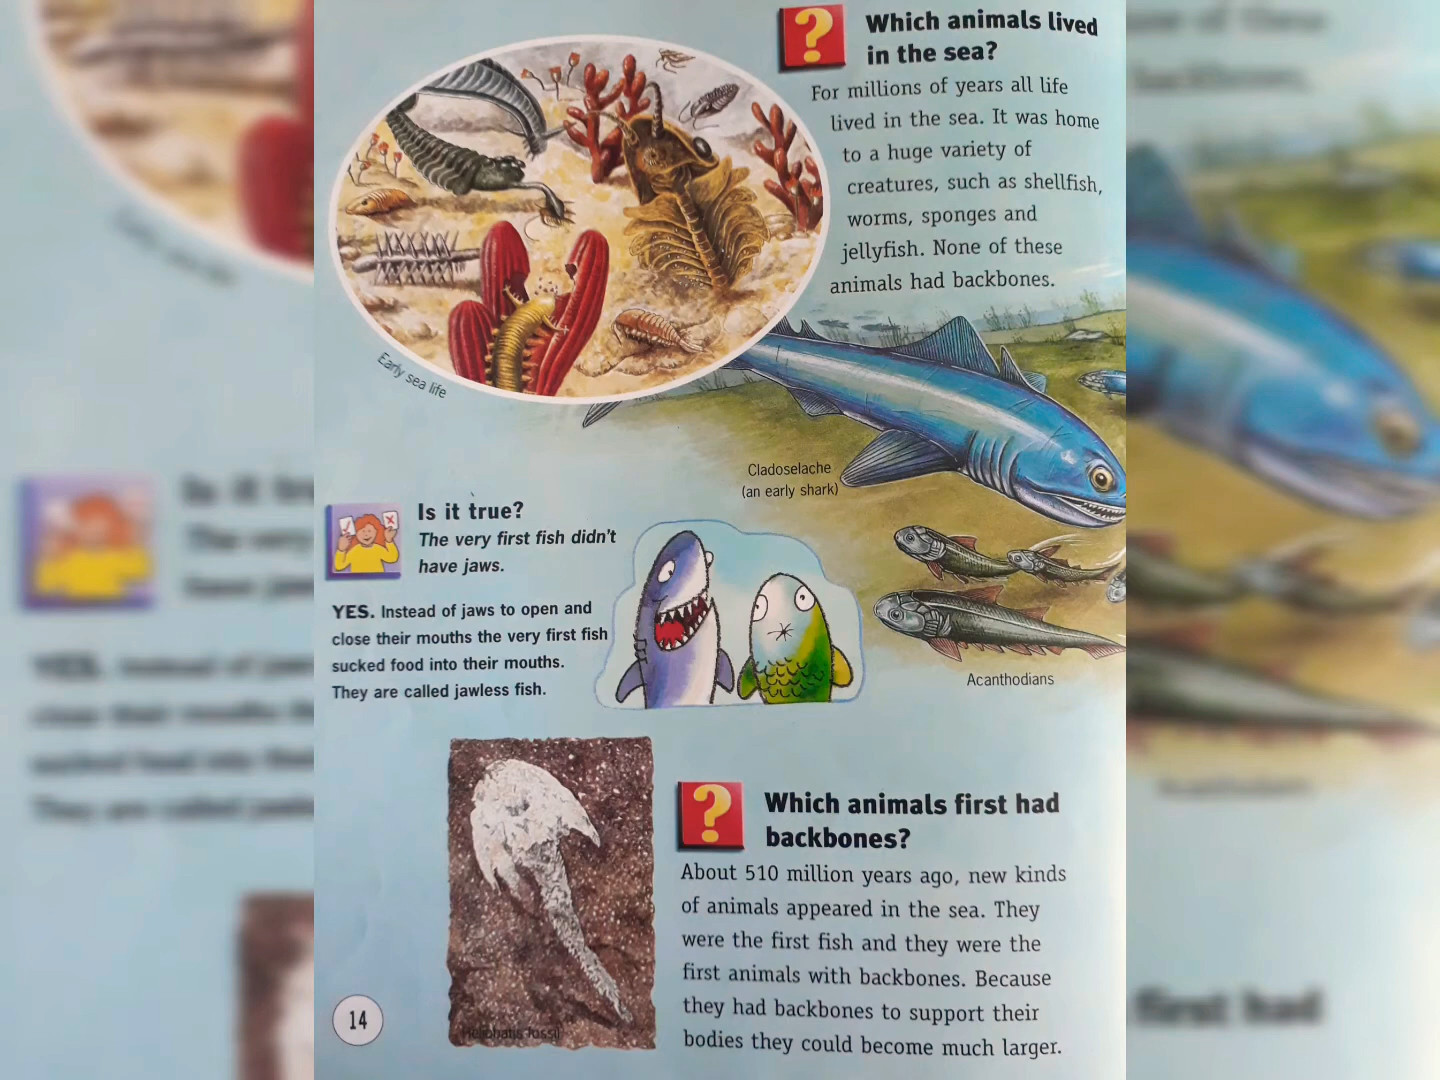 Which animals lived
in the sea?
For millions of years all life
lived in the sea. It was home
to a huge variety of
creatures, such as shellfish,
worms, sponges and
jellyfish. None of these
animals had backbones.
Early sea life
Cladoselache
(an early shark)
Is it true?
The very first fish didn't
have jaws.
YES. Instead of jaws to open and
close their mouths the very first fish
sucked food into their mouths.
They are called jawless fish.
Acanthodians
Which animals first had
backbones?
About 510 million years ago, new kinds
of animals appeared in the sea. They
were the first fish and they were the
first animals with backbones. Because
they had backbones to support their
bodies they could become much larger.
Heliobatis fossil
14